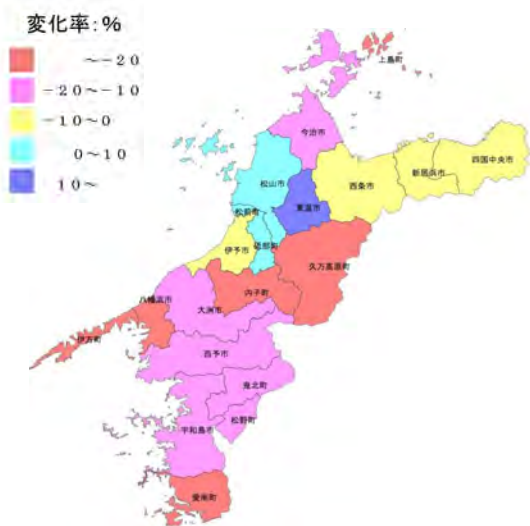 変化率:%
~-20
-20~-10
-10~0
0~10
10~
上島町
今治市
松山市
西条市
新居浜市
四国中央市
東温市
松前町
砥部町
伊予市
久万高原町
内子町
八幡浜市
大洲市
伊方町
西予市
鬼北町
松野町
宇和島市
愛南町